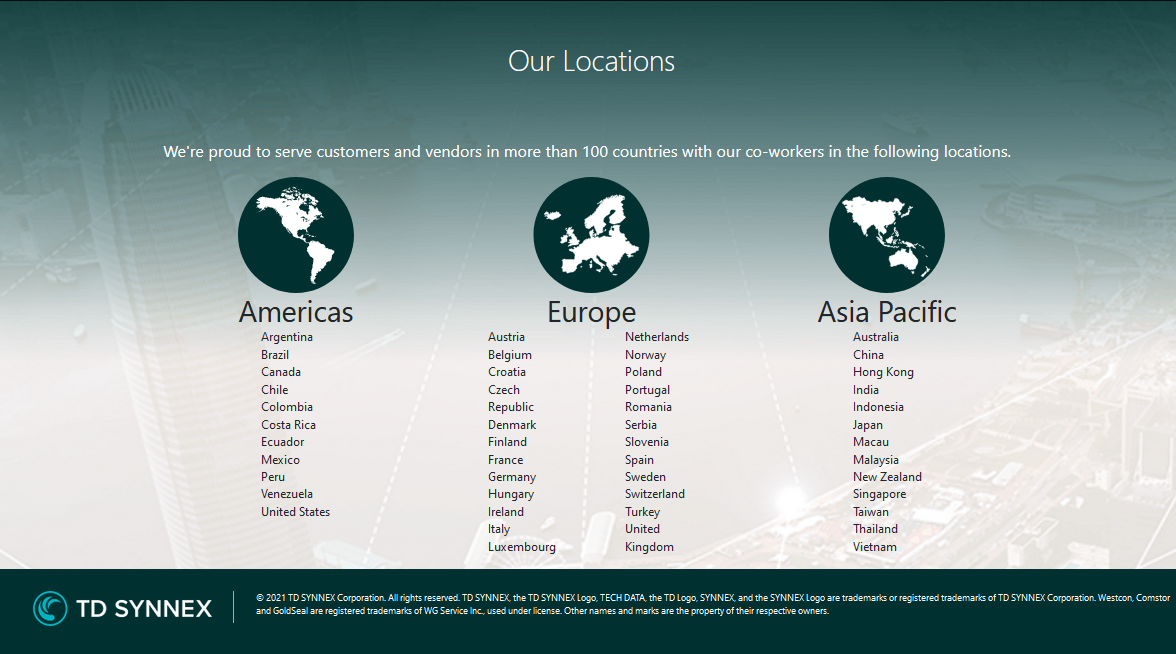 Our Locations
We're proud to serve customers and vendors in more than 100 countries with our co-workers in the following locations.
Americas
Argentina
Brazil
Canada
Chile
Colombia
Costa Rica
Ecuador
Mexico
Peru
Venezuela
United States
Europe
Austria
Belgium
Croatia
Czech
Republic
Denmark
Finland
France
Germany
Hungary
Ireland
Italy
Luxembourg
Netherlands
Norway
Poland
Portugal
Romania
Serbia
Slovenia
Spain
Sweden
Switzerland
Turkey
United
Kingdom
Asia Pacific
Australia
China
Hong Kong
India
Indonesia
Japan
Macau
Malaysia
New Zealand
Singapore
Taiwan
Thailand
Vietnam
TD SYNNEX
© 2021 TD SYNNEX Corporation. All rights reserved. TD SYNNEX, the TD SYNNEX Logo, TECH DATA, the TD Logo, SYNNEX, and the SYNNEX Logo are trademarks or registered trademarks of TD SYNNEX Corporation. Westcon, Comstor
and GoldSeal are registered trademarks of WG Service Inc., used under license. Other names and marks are the property of their respective owners.